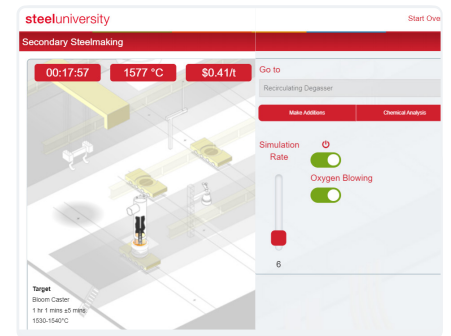 steeluniversity
Start Ove
Secondary Steelmaking
00:17:57
1577 °C
$0.41/t
Go to
Recirculating Degasser
Make Additions
Chemical Analysis
Simulation
Rate
Oxygen Blowing
6
Target
Bloom Caster
1 hr 1 mins ±5 mins
1530-1540°C